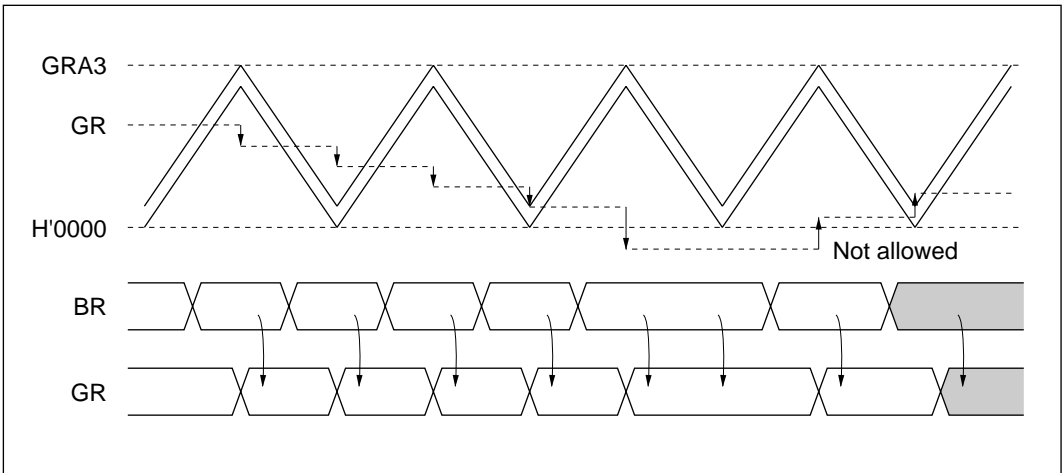 GRA3
GR
H'0000
Not allowed
BR
GR